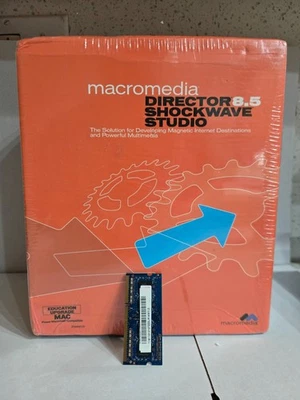 macromedia
DIRECTOR 8.5
SHOCKWAVE
STUDIO
The Solution for Developing Magnetic Internet Destinations
and Powerful Multimedia
EDUCATION
UPGRADE
MAC
macromedia